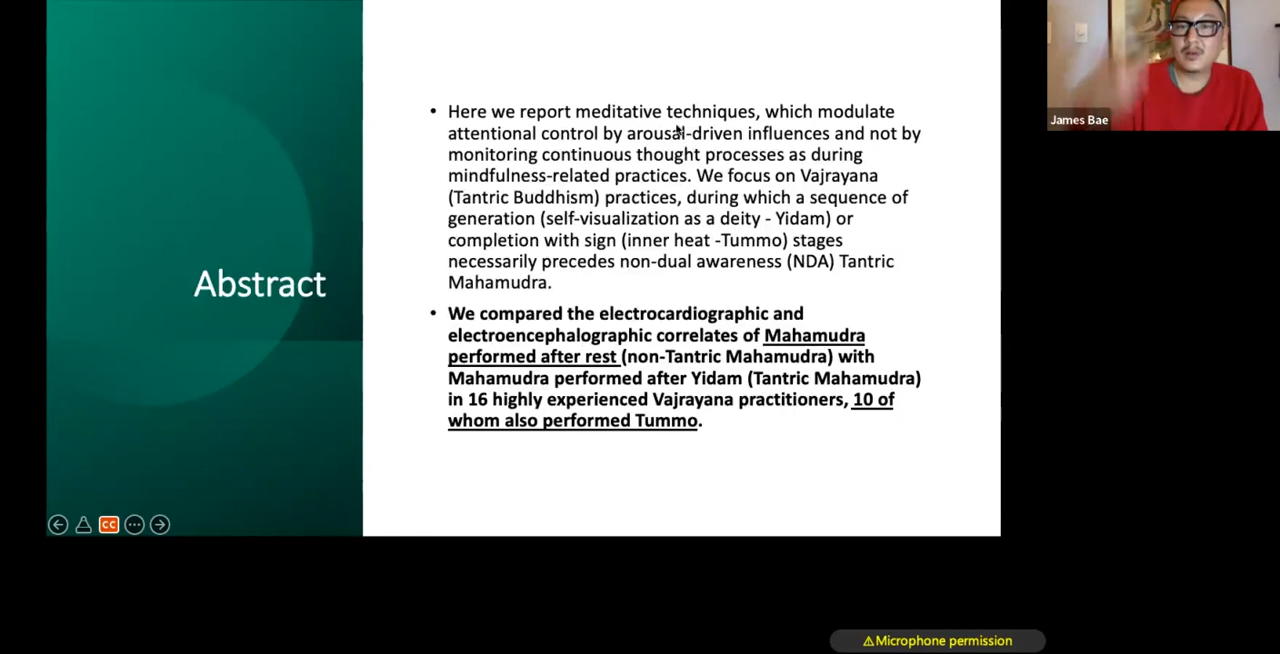 Abstract
• Here we report meditative techniques, which modulate
attentional control by arousal-driven influences and not by
monitoring continuous thought processes as during
mindfulness-related practices. We focus on Vajrayana
(Tantric Buddhism) practices, during which a sequence of
generation (self-visualization as a deity - Yidam) or
completion with sign (inner heat -Tummo) stages
necessarily precedes non-dual awareness (NDA) Tantric
Mahamudra.
• We compared the electrocardiographic and
electroencephalographic correlates of Mahamudra
performed after rest (non-Tantric Mahamudra) with
Mahamudra performed after Yidam (Tantric Mahamudra)
in 16 highly experienced Vajrayana practitioners, 10 of
whom also performed Tummo.
CC
James Bae
⚠Microphone permission